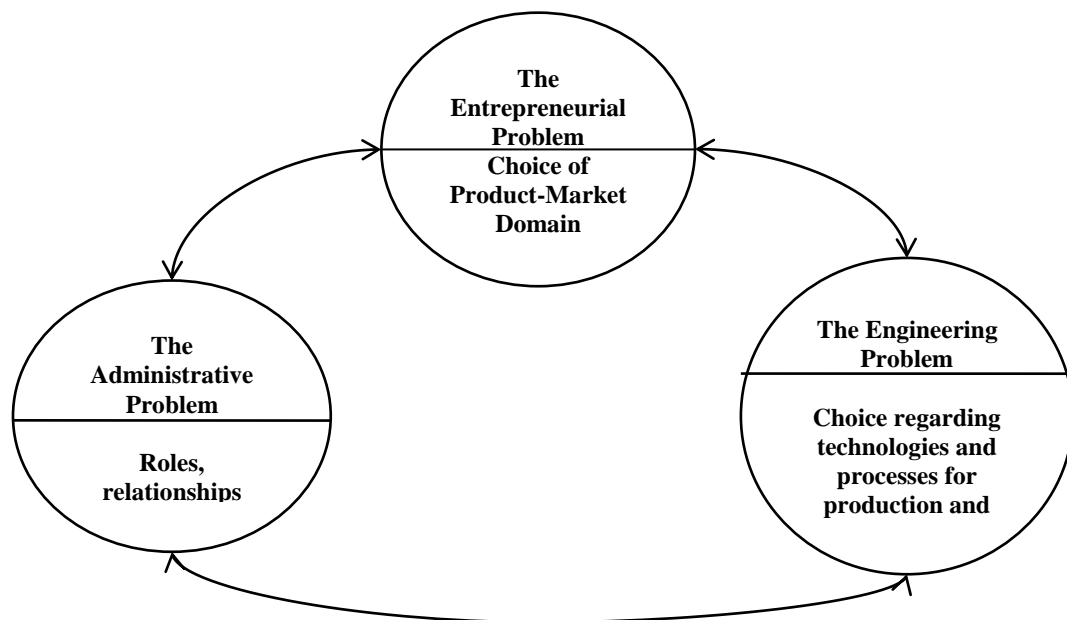 The
Entrepreneurial
Problem
Choice of
Product-Market
Domain
The
Administrative
Problem
Roles,
relationships
The Engineering
Problem
Choice regarding
technologies and
processes for
production and